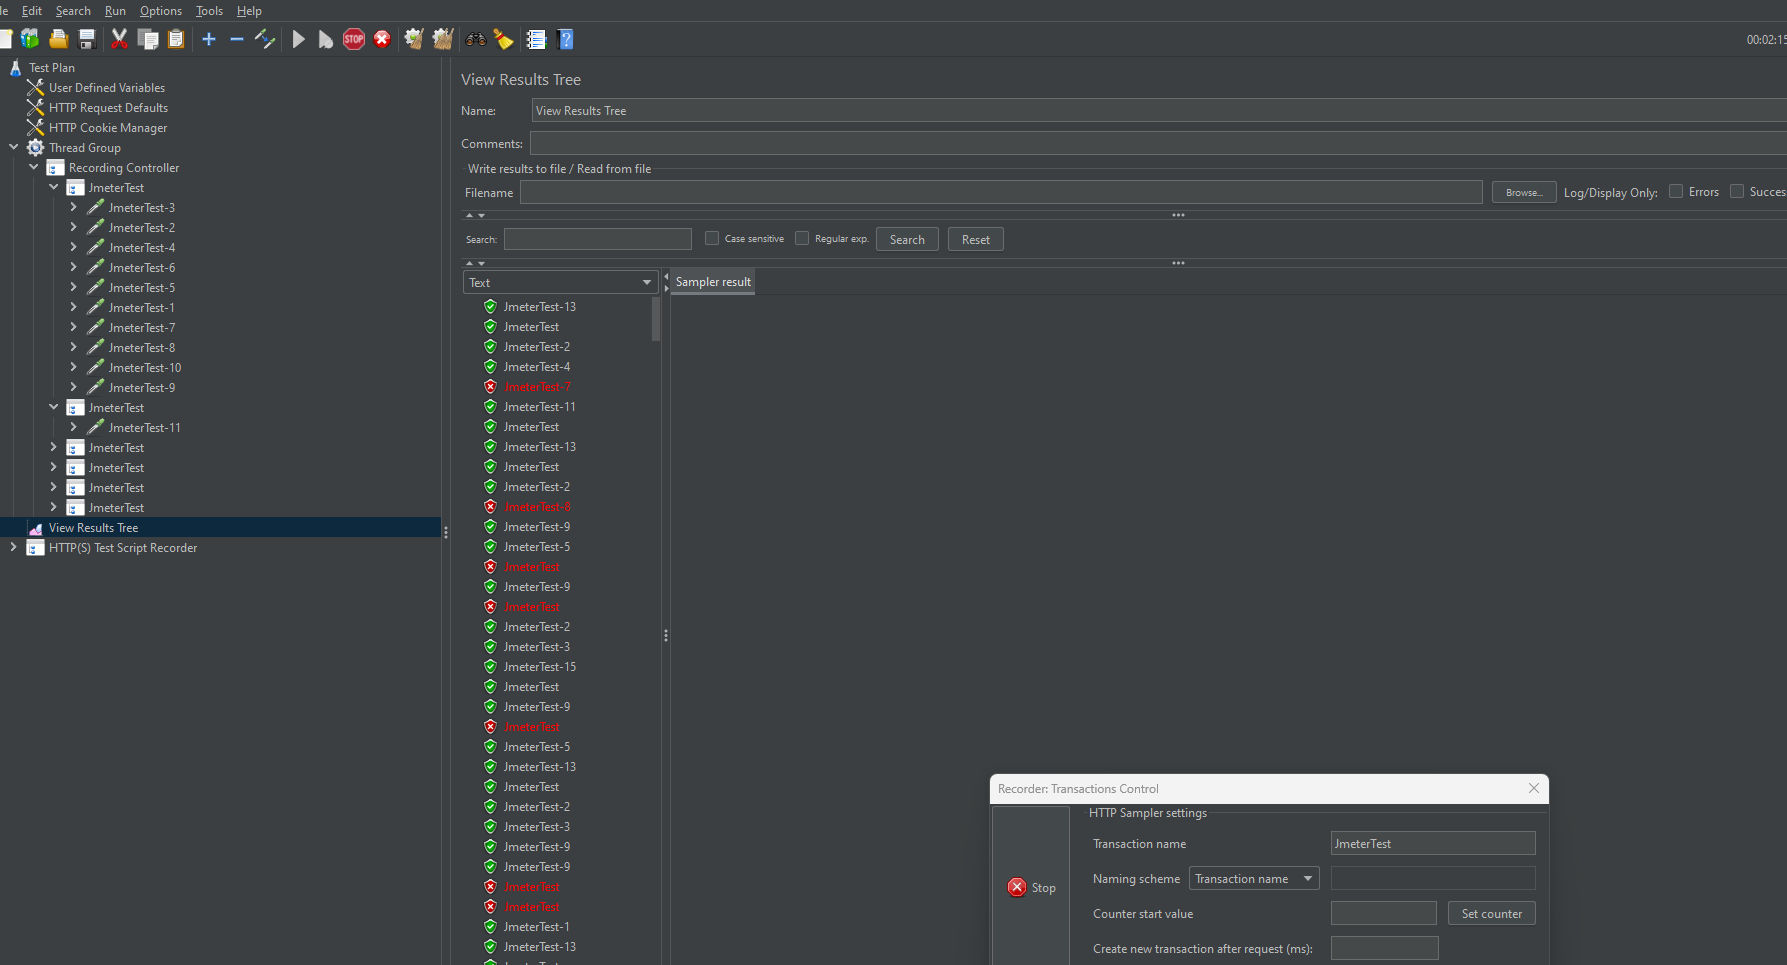 Edit Search Run Options Tools Help
STOP
?
00:02:15
Test Plan
User Defined Variables
HTTP Request Defaults
HTTP Cookie Manager
Thread Group
Recording Controller
JmeterTest
JmeterTest-3
JmeterTest-2
JmeterTest-4
JmeterTest-6
JmeterTest-5
JmeterTest-1
JmeterTest-7
JmeterTest-8
JmeterTest-10
JmeterTest-9
JmeterTest
JmeterTest-11
JmeterTest
JmeterTest
JmeterTest
JmeterTest
View Results Tree
HTTP(S) Test Script Recorder
View Results Tree
Name: View Results Tree
Comments:
Write results to file / Read from file
Filename Browse... Log/Display Only: Errors Succes
Search: Case sensitive Regular exp. Search Reset
Text
Sampler result
JmeterTest-13
JmeterTest
JmeterTest-2
JmeterTest-4
JmeterTest-7
JmeterTest-11
JmeterTest
JmeterTest-13
JmeterTest
JmeterTest-2
JmeterTest-8
JmeterTest-9
JmeterTest-5
JmeterTest
JmeterTest-9
JmeterTest
JmeterTest-2
JmeterTest-3
JmeterTest-15
JmeterTest
JmeterTest-9
JmeterTest
JmeterTest-5
JmeterTest-13
JmeterTest
JmeterTest-2
JmeterTest-3
JmeterTest-9
JmeterTest-9
JmeterTest
JmeterTest
JmeterTest-1
JmeterTest-13
Recorder: Transactions Control
Stop
HTTP Sampler settings
Transaction name JmeterTest
Naming scheme Transaction name
Counter start value Set counter
Create new transaction after request (ms):